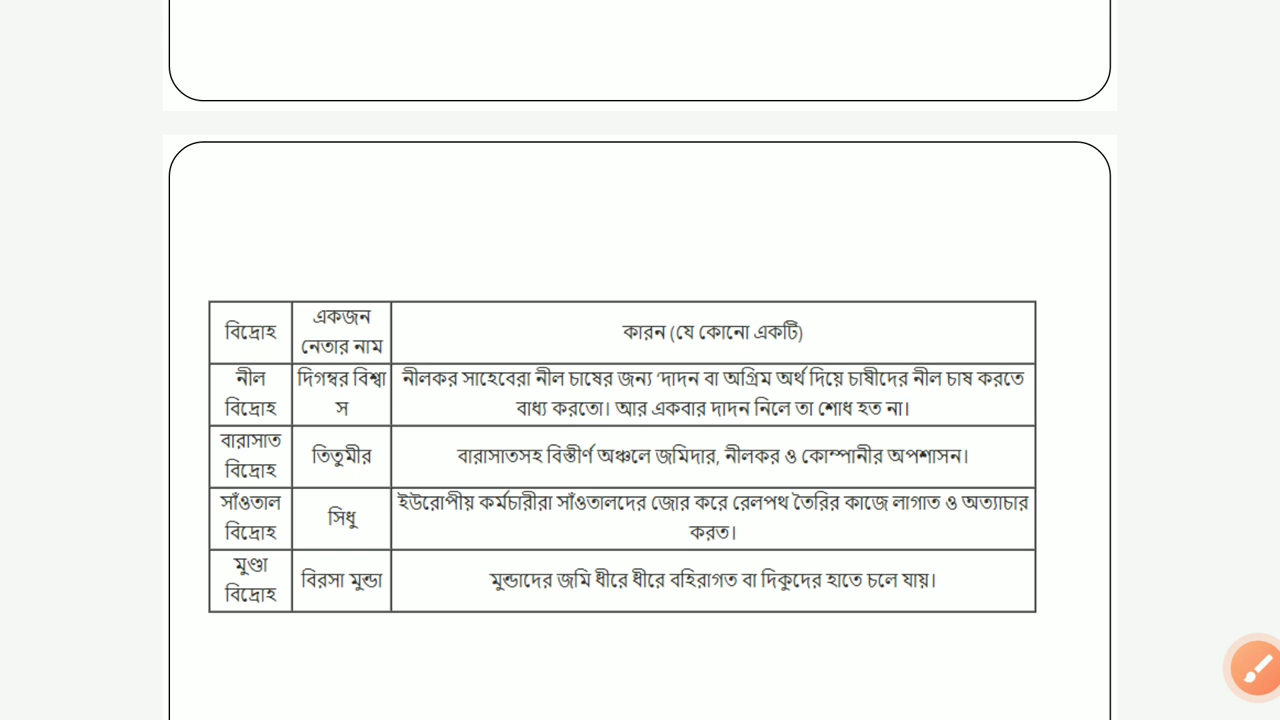 বিদ্রোহ
একজন
নেতার নাম
কারন (যে কোনো একটি)
নীল
বিদ্রোহ
দিগম্বর বিশ্বা
স
নীলকর সাহেবেরা নীল চাষের জন্য ‘দাদন বা অগ্রিম অর্থ দিয়ে চাষীদের নীল চাষ করতে
বাধ্য করতো। আর একবার দাদন নিলে তা শোধ হত না।
বারাসাত
বিদ্রোহ
তিতুমীর
বারাসাতসহ বিস্তীর্ণ অঞ্চলে জমিদার, নীলকর ও কোম্পানীর অপশাসন।
সাঁওতাল
বিদ্রোহ
সিধু
ইউরোপীয় কর্মচারীরা সাঁওতালদের জোর করে রেলপথ তৈরির কাজে লাগাত ও অত্যাচার
করত।
মুণ্ডা
বিদ্রোহ
বিরসা মুন্ডা
মুন্ডাদের জমি ধীরে ধীরে বহিরাগত বা দিকুদের হাতে চলে যায়।